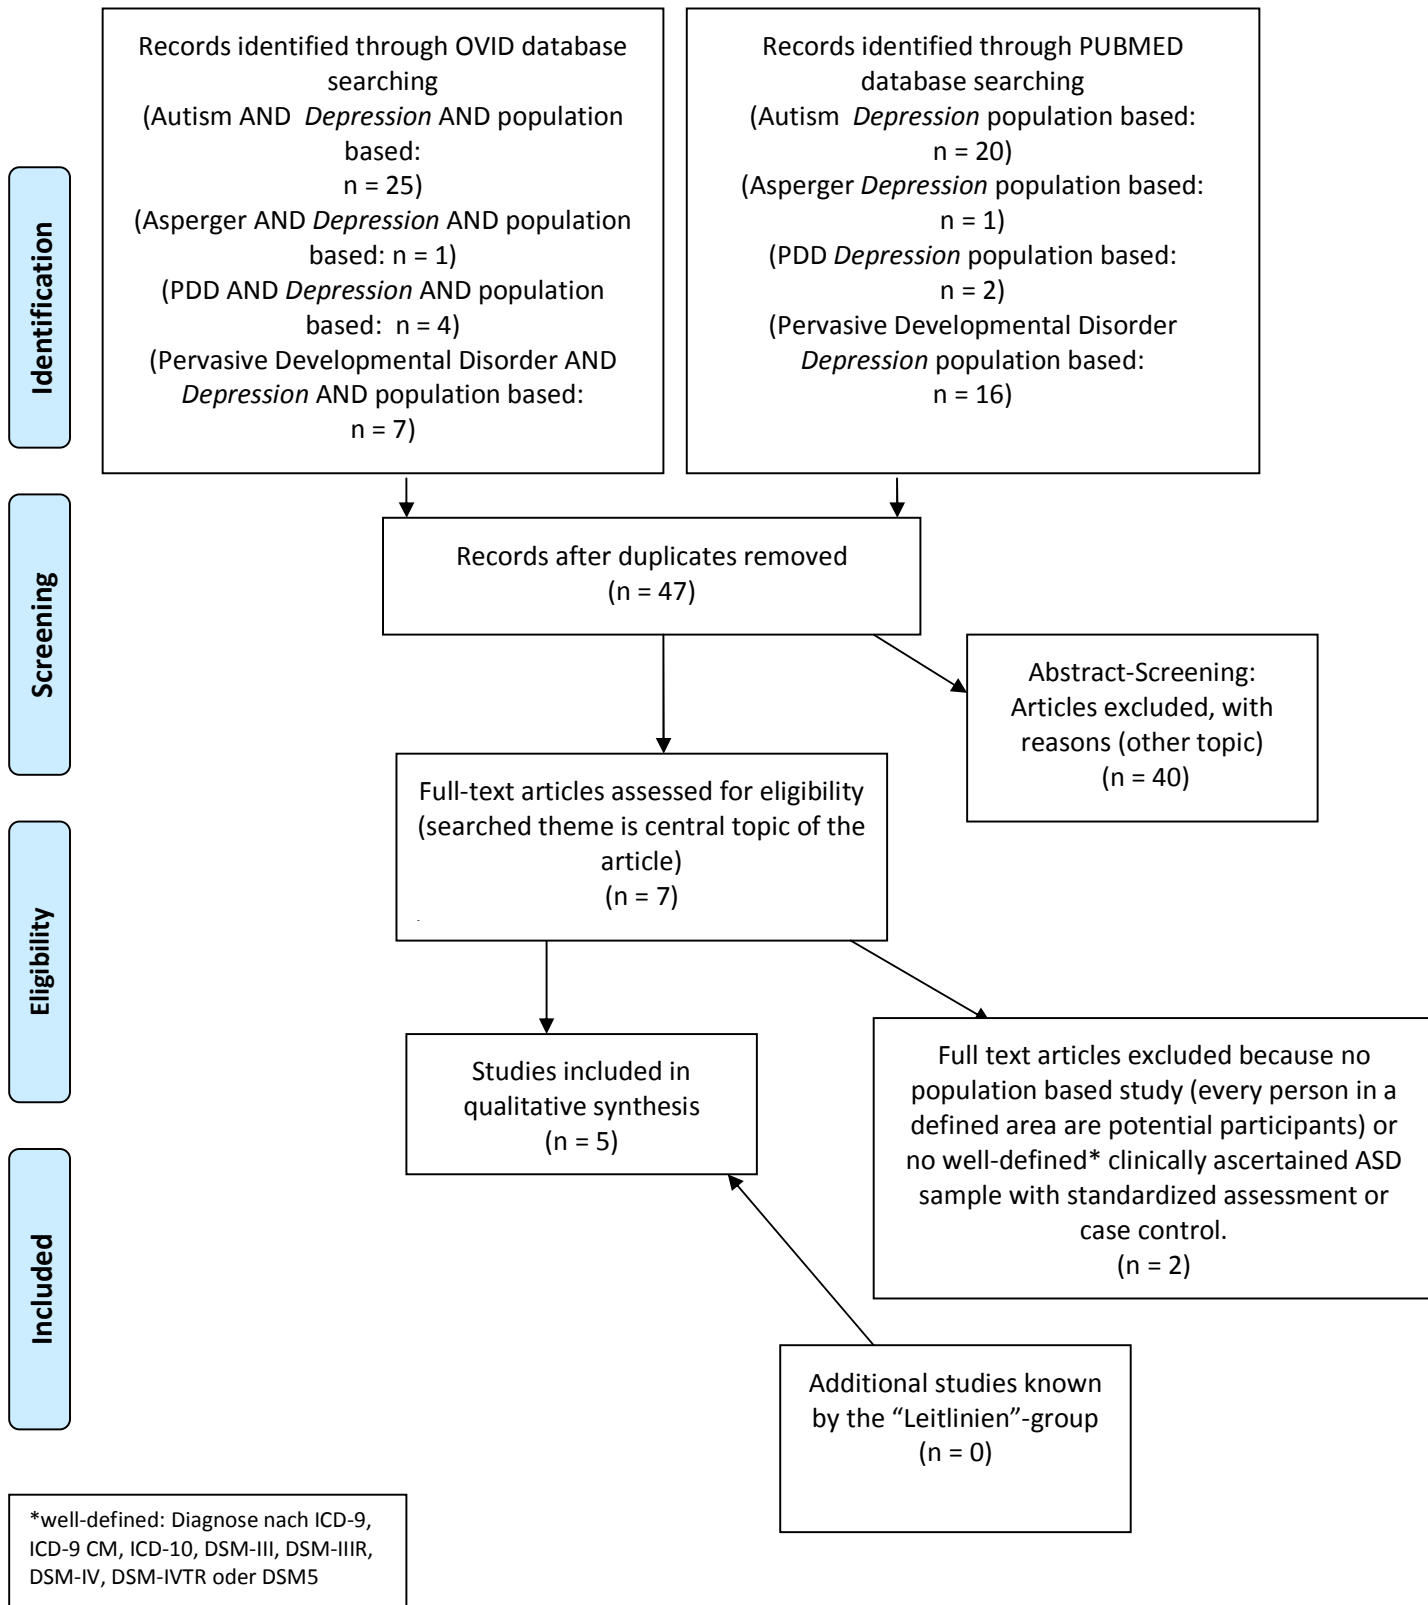 Records identified through OVID database
searching
(Autism AND Depression AND population
based:
n = 25)
(Asperger AND Depression AND population
based: n = 1)
(PDD AND Depression AND population
based: n = 4)
(Pervasive Developmental Disorder AND
Depression AND population based:
n = 7)
Records identified through PUBMED
database searching
(Autism Depression population based:
n = 20)
(Asperger Depression population based:
n = 1)
(PDD Depression population based:
n = 2)
(Pervasive Developmental Disorder
Depression population based:
n = 16)
Identification
Records after duplicates removed
(n = 47)
Screening
Abstract-Screening:
Articles excluded, with
reasons (other topic)
(n = 40)
Full-text articles assessed for eligibility
(searched theme is central topic of the
article)
(n = 7)
Eligibility
Studies included in
qualitative synthesis
(n = 5)
Full text articles excluded because no
population based study (every person in a
defined area are potential participants) or
no well-defined* clinically ascertained ASD
sample with standardized assessment or
case control.
(n = 2)
Included
Additional studies known
by the “Leitlinien”-group
(n = 0)
*well-defined: Diagnose nach ICD-9,
ICD-9 CM, ICD-10, DSM-III, DSM-IIIR,
DSM-IV, DSM-IVTR oder DSM5